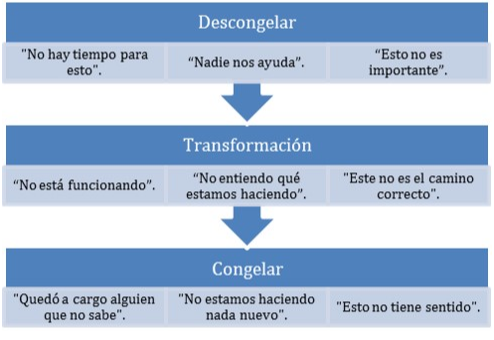 Descongelar
"No hay tiempo para
esto".
“Nadie nos ayuda”.
“Esto no es
importante”.
Transformación
“No está funcionando”.
“No entiendo qué
estamos haciendo”.
"Este no es el camino
correcto".
Congelar
"Quedó a cargo alguien
que no sabe".
"No estamos haciendo
nada nuevo".
"Esto no tiene sentido".